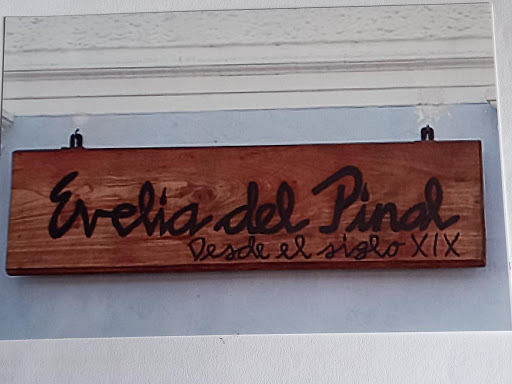 Evelia del Pinal
Desde el siglo XIX